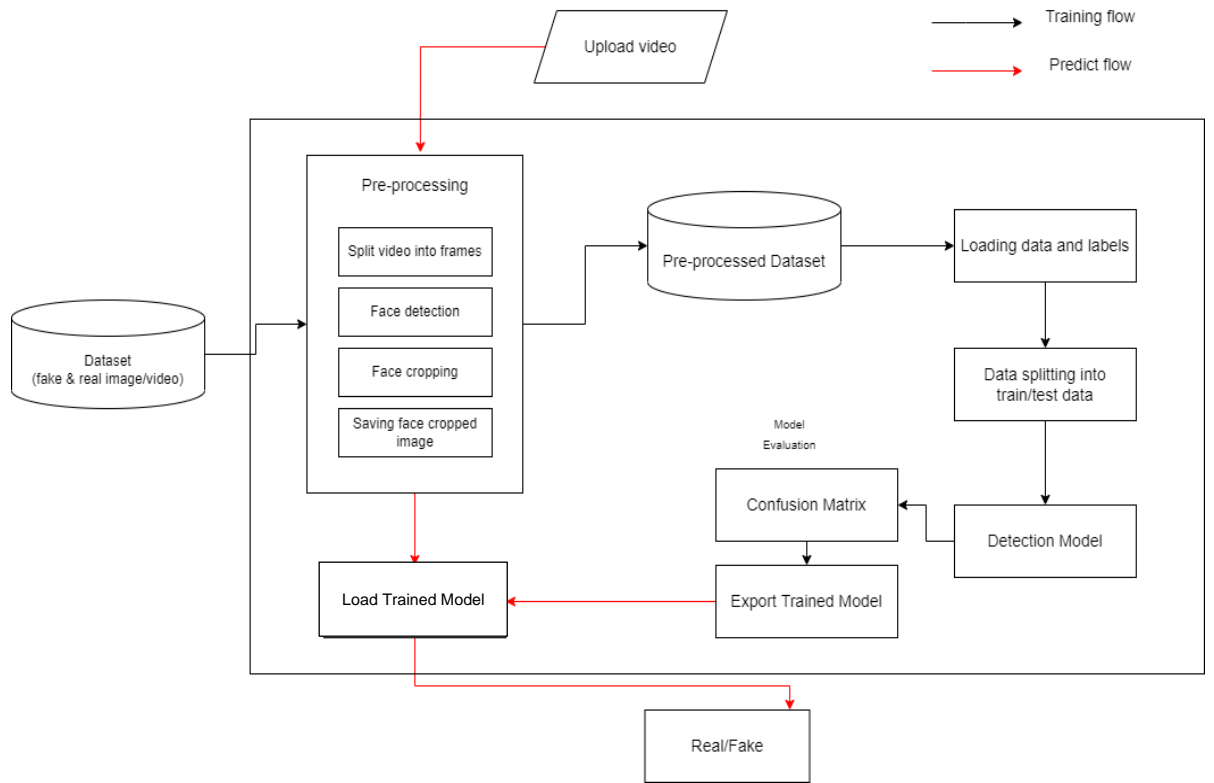 Training flow
Upload video
Predict flow
Pre-processing
Split video into frames
Face detection
Face cropping
Saving face cropped
image
Dataset
(fake & real image/video)
Pre-processed Dataset
Loading data and labels
Data splitting into
train/test data
Model
Evaluation
Confusion Matrix
Detection Model
Export Trained Model
Load Trained Model
Real/Fake